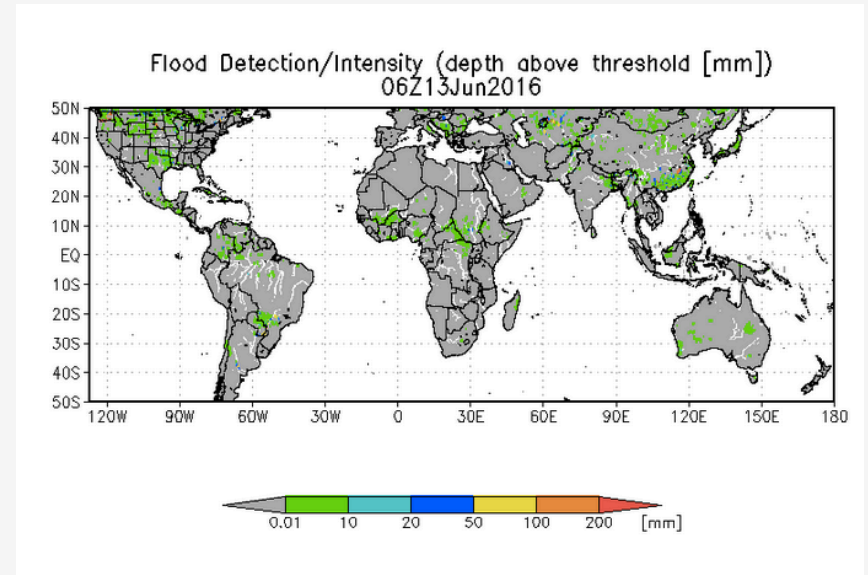 Flood Detection/Intensity (depth above threshold [mm])
06Z13Jun2016
50N
40N
30N
20N
10N
EQ
10S
20S
30S
40S
50S
120W 90W 60W 30W 0 30E 60E 90E 120E 150E 180
0.01 10 20 50 100 200 [mm]